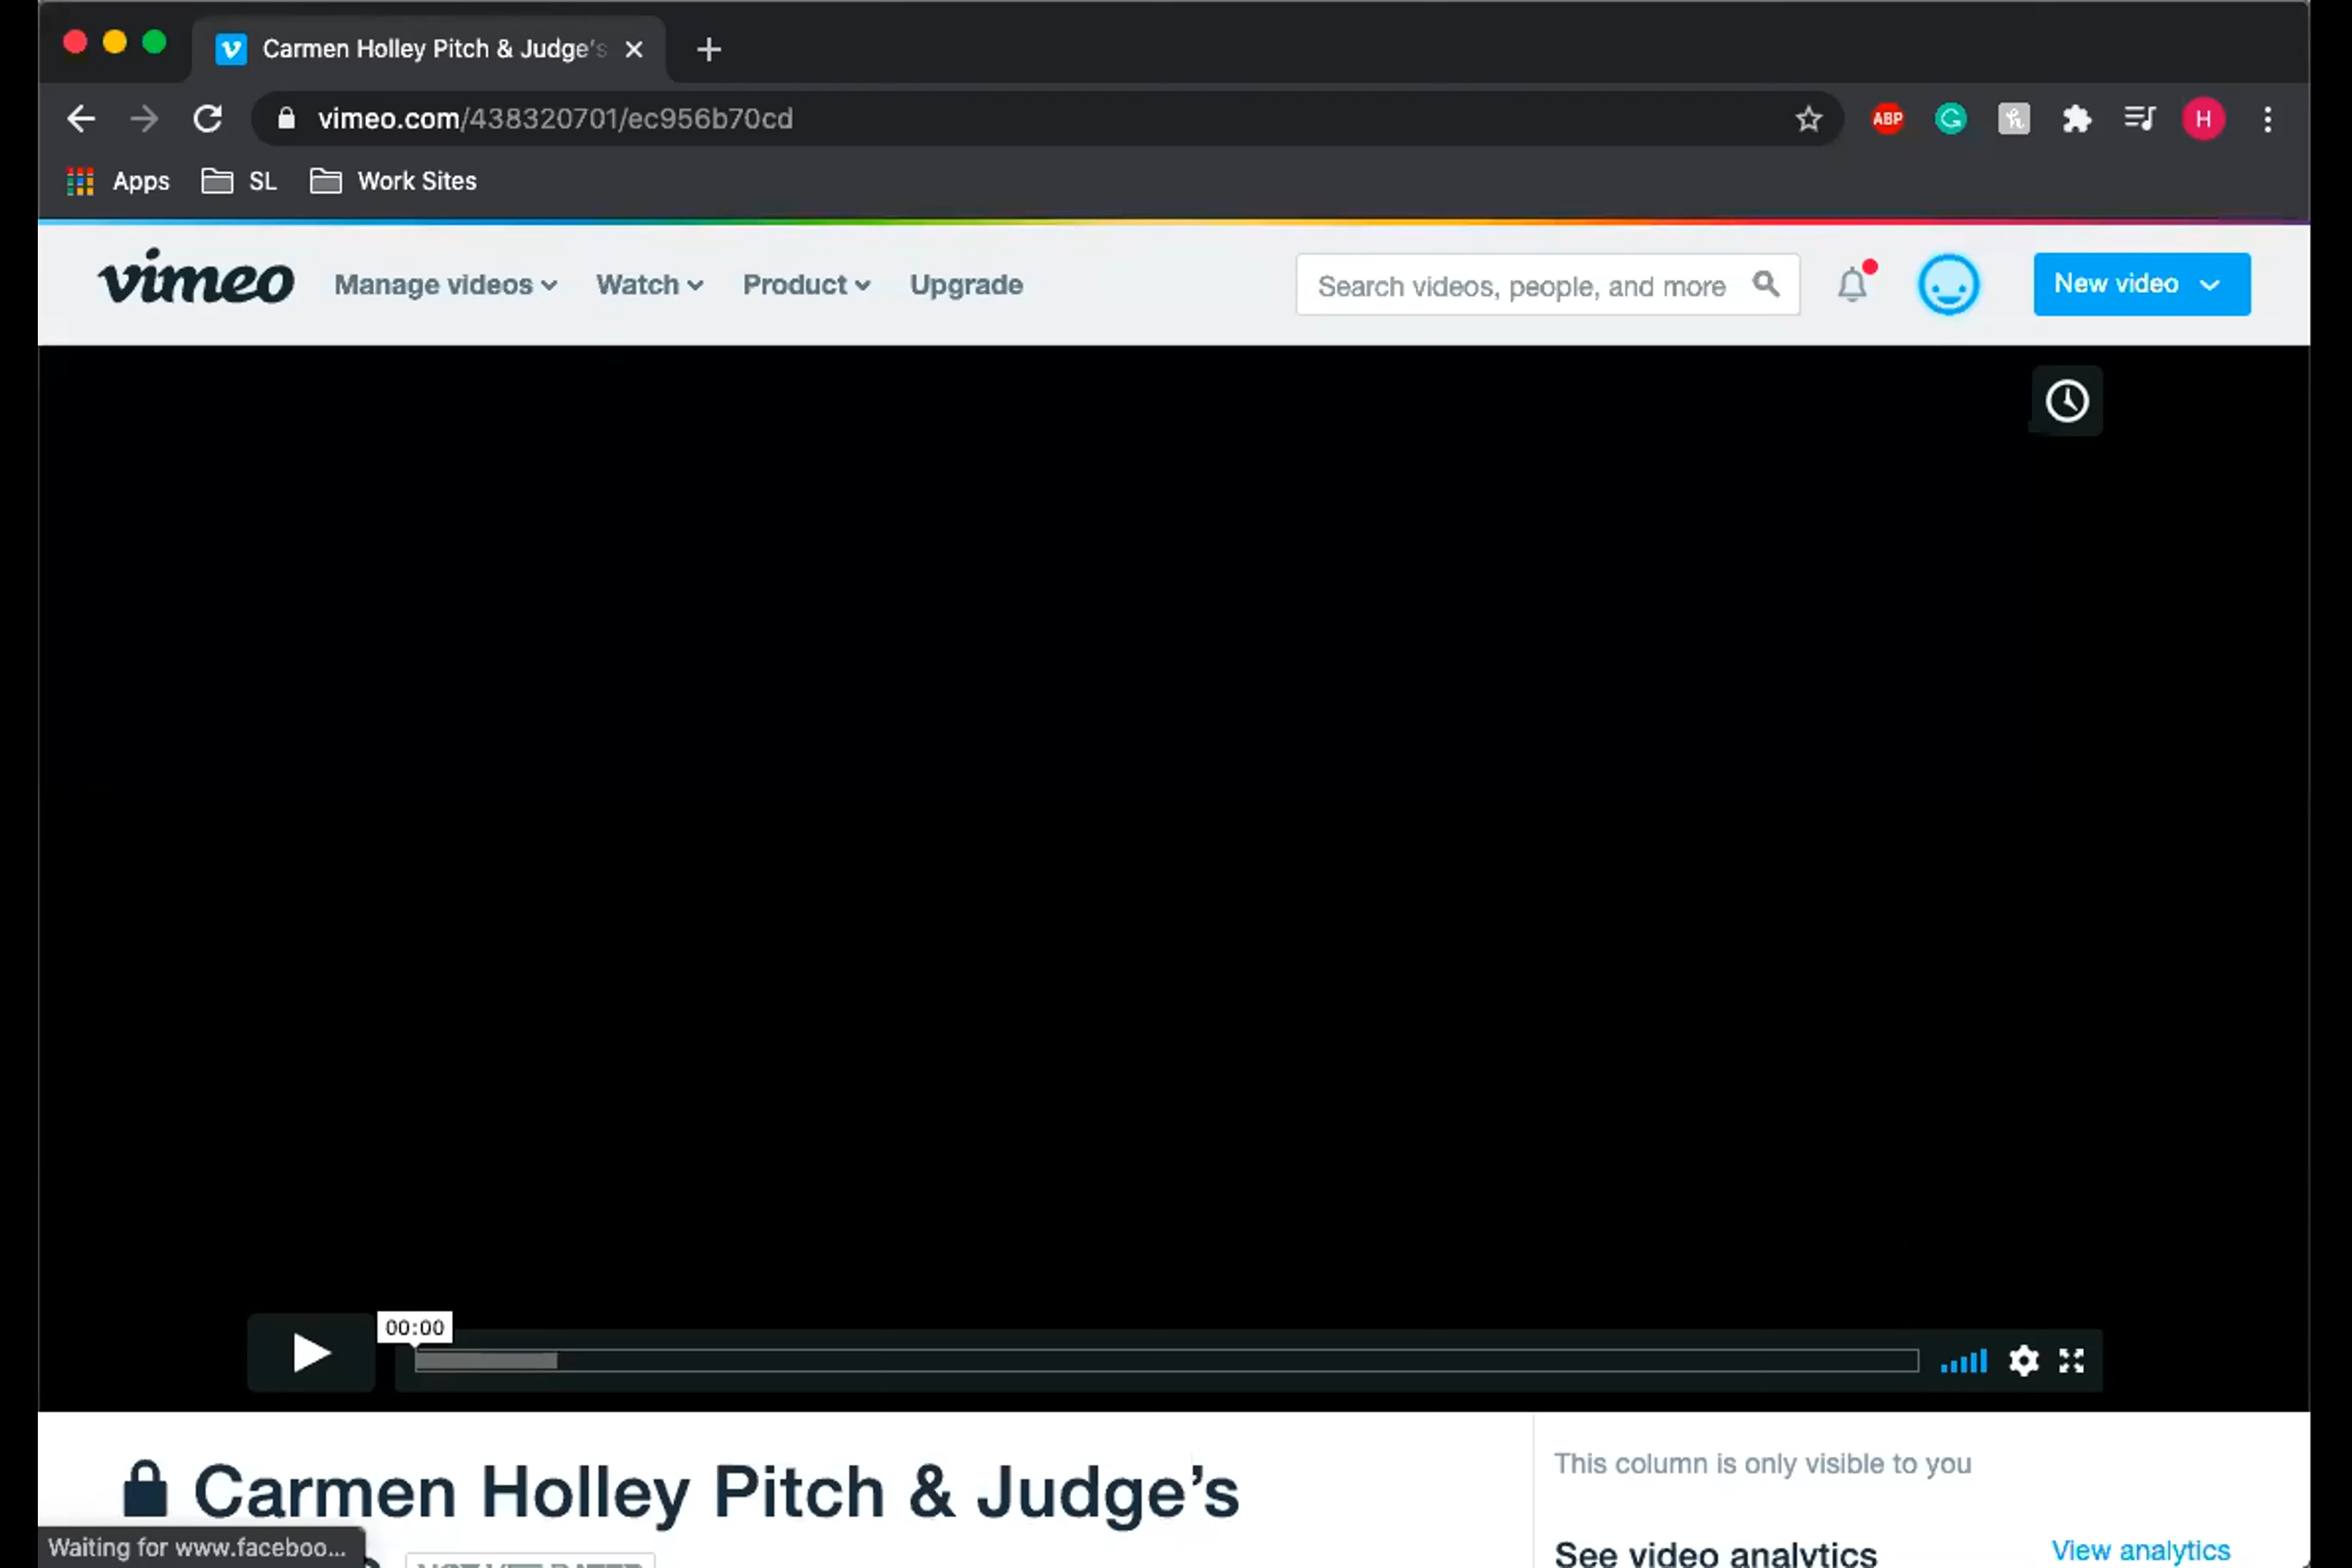 Carmen Holley Pitch & Judge's
vimeo.com/438320701/ec956b70cd
ABP
H
Apps SL Work Sites
vimeo Manage videos Watch Product Upgrade Search videos, people, and more New video
00:00
Carmen Holley Pitch & Judge's
This column is only visible to you
Waiting for www.faceboo...
See video analytics View analytics